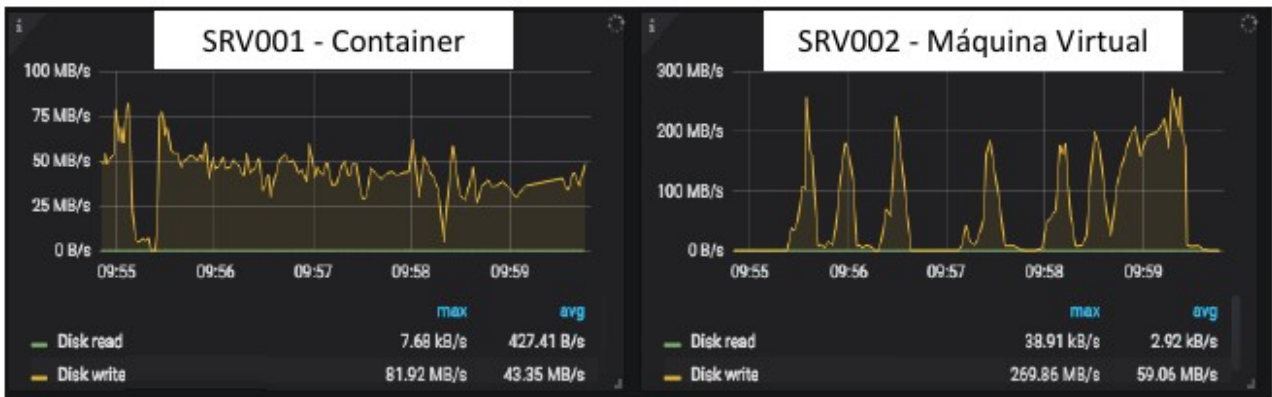 SRV001 - Container
100 MB/s
75 MB/s
50 MB/s
25 MB/s
0 B/s
09:55 09:56 09:57 09:58 09:59
max avg
Disk read 7.68 kB/s 427.41 B/s
Disk write 81.92 MB/s 43.35 MB/s
SRV002 - Máquina Virtual
300 MB/s
200 MB/s
100 MB/s
0 B/s
09:55 09:56 09:57 09:58 09:59
max avg
Disk read 38.91 kB/s 2.92 kB/s
Disk write 269.86 MB/s 59.06 MB/s